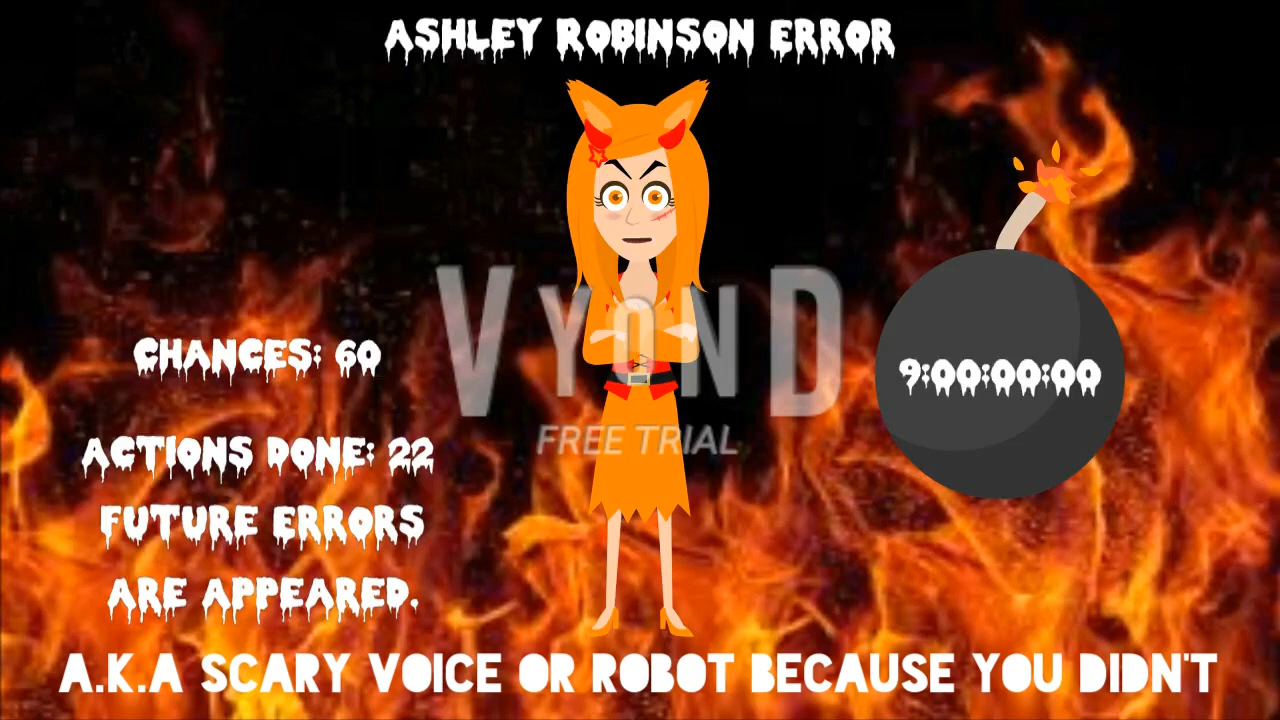 ASHLEY ROBINSON ERROR
VYOND
FREE TRIAL
CHANCES: 60
9:00:00:00
ACTIONS DONE: 22
FUTURE ERRORS
ARE APPEARED.
A.K.A SCARY VOICE OR ROBOT BECAUSE YOU DIDN'T